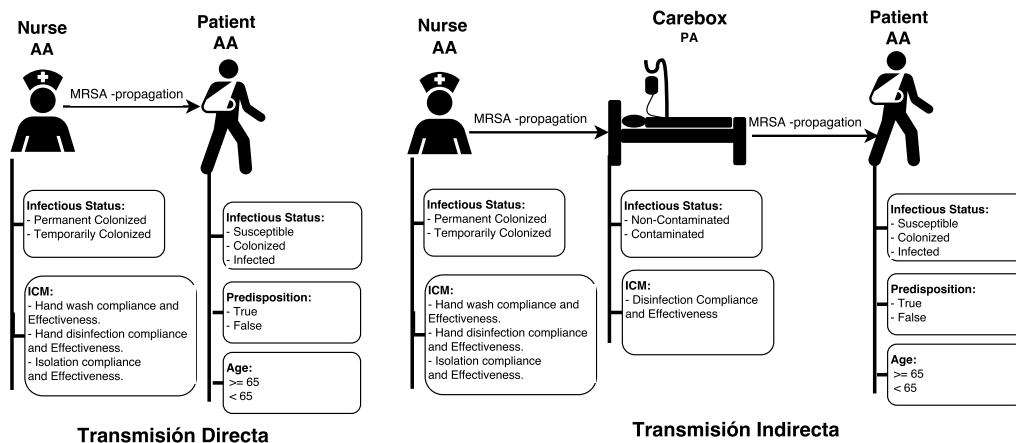 Nurse
AA
Patient
AA
MRSA -propagation
Infectious Status:
- Permanent Colonized
- Temporarily Colonized
ICM:
- Hand wash compliance and
Effectiveness.
- Hand disinfection compliance
and Effectiveness.
- Isolation compliance
and Effectiveness.
Infectious Status:
- Susceptible
- Colonized
- Infected
Predisposition:
- True
- False
Age:
>= 65
< 65
Transmisión Directa
Nurse
AA
Carebox
PA
Patient
AA
MRSA -propagation
MRSA -propagation
Infectious Status:
- Permanent Colonized
- Temporarily Colonized
ICM:
- Hand wash compliance and
Effectiveness.
- Hand disinfection compliance
and Effectiveness.
- Isolation compliance
and Effectiveness.
Infectious Status:
- Non-Contaminated
- Contaminated
ICM:
- Disinfection Compliance
and Effectiveness
Infectious Status:
- Susceptible
- Colonized
- Infected
Predisposition:
- True
- False
Age:
>= 65
< 65
Transmisión Indirecta